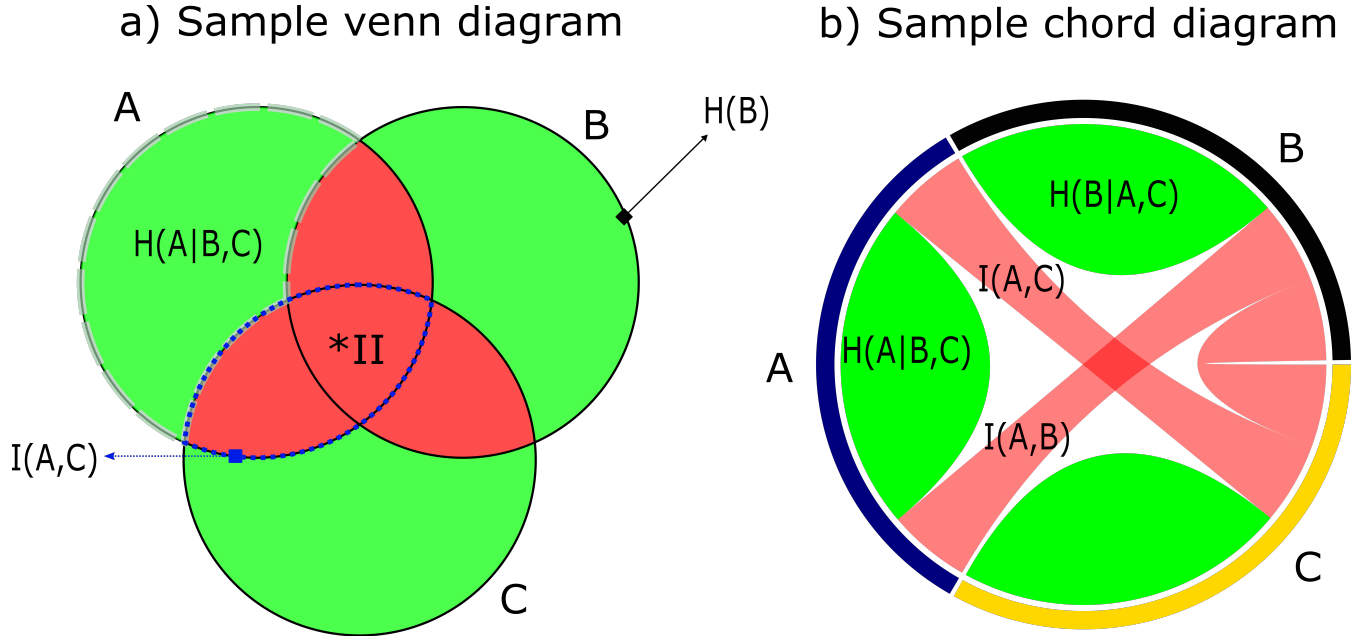 a) Sample venn diagram
A
B
H(B)
H(A|B,C)
*II
I(A,C)
C
b) Sample chord diagram
B
H(B|A,C)
I(A,C)
A
H(A|B,C)
I(A,B)
C